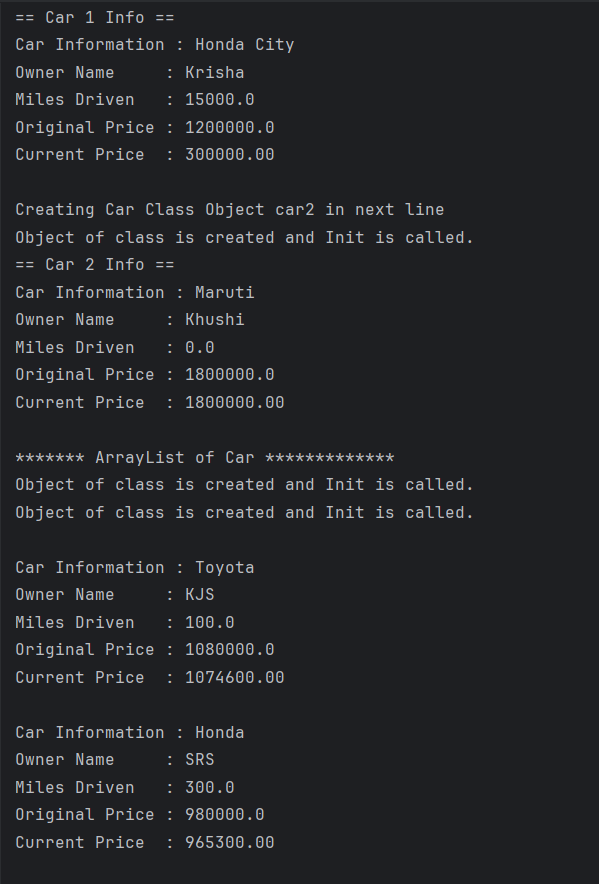 == Car 1 Info ==
Car Information : Honda City
Owner Name     : Krisha
Miles Driven   : 15000.0
Original Price : 1200000.0
Current Price  : 300000.00

Creating Car Class Object car2 in next line
Object of class is created and Init is called.
== Car 2 Info ==
Car Information : Maruti
Owner Name     : Khushi
Miles Driven   : 0.0
Original Price : 1800000.0
Current Price  : 1800000.00

******* ArrayList of Car *************
Object of class is created and Init is called.
Object of class is created and Init is called.

Car Information : Toyota
Owner Name     : KJS
Miles Driven   : 100.0
Original Price : 1080000.0
Current Price  : 1074600.00

Car Information : Honda
Owner Name     : SRS
Miles Driven   : 300.0
Original Price : 980000.0
Current Price  : 965300.00